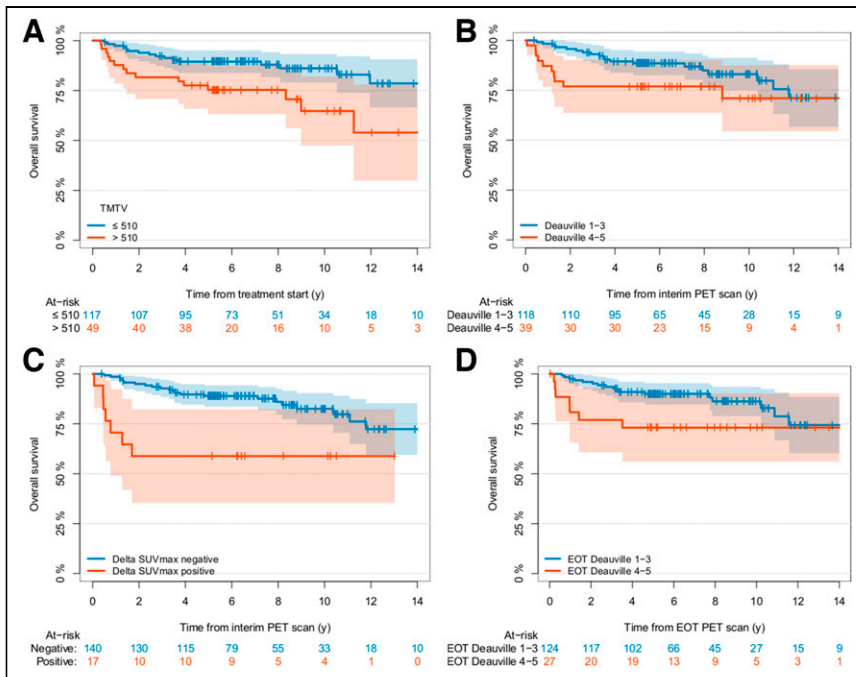 A
100 %
75 %
50 %
25 %
0 %
Overall survival
TMTV
≤ 510
> 510
0 2 4 6 8 10 12 14
Time from treatment start (y)
At-risk
≤ 510 117 107 95 73 51 34 18 10
> 510 49 40 38 20 16 10 5 3
B
100 %
75 %
50 %
25 %
0 %
Overall survival
Deauville 1–3
Deauville 4–5
0 2 4 6 8 10 12 14
Time from interim PET scan (y)
At-risk
Deauville 1–3 118 110 95 65 45 28 15 9
Deauville 4–5 39 30 30 23 15 9 4 1
C
100 %
75 %
50 %
25 %
0 %
Overall survival
Delta SUVmax negative
Delta SUVmax positive
0 2 4 6 8 10 12 14
Time from interim PET scan (y)
At-risk
Negative: 140 130 115 79 55 33 18 10
Positive: 17 10 10 9 5 4 1 0
D
100 %
75 %
50 %
25 %
0 %
Overall survival
EOT Deauville 1–3
EOT Deauville 4–5
0 2 4 6 8 10 12 14
Time from EOT PET scan (y)
At-risk
EOT Deauville 1–3 124 117 102 66 45 27 15 9
EOT Deauville 4–5 27 20 19 13 9 5 3 1